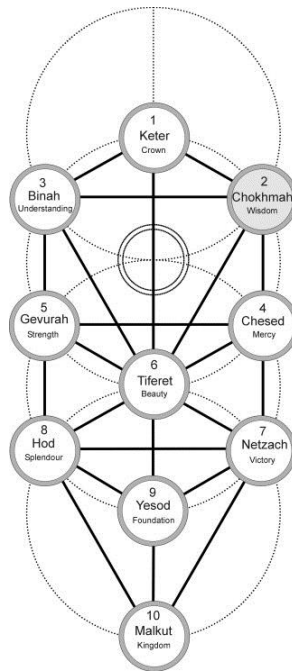 1
Keter
Crown
3
Binah
Understanding
2
Chokhmah
Wisdom
5
Gevurah
Strength
4
Chesed
Mercy
6
Tiferet
Beauty
8
Hod
Splendour
7
Netzach
Victory
9
Yesod
Foundation
10
Malkut
Kingdom